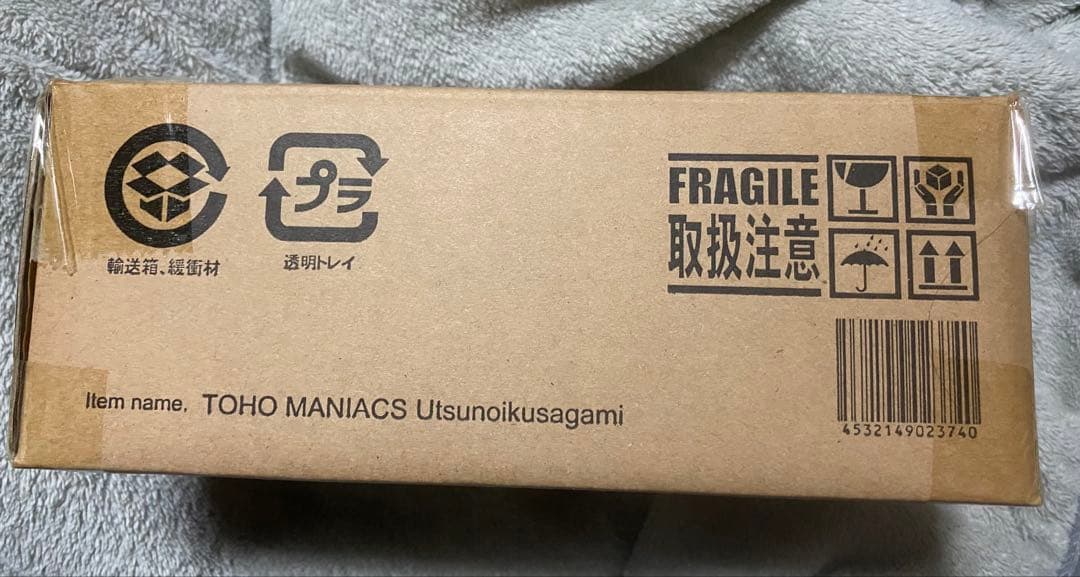 プラ
輸送箱、緩衝材
透明トレイ
FRAGILE
取扱注意
Item name. TOHO MANIACS Utsunoikusagami
4532149023740